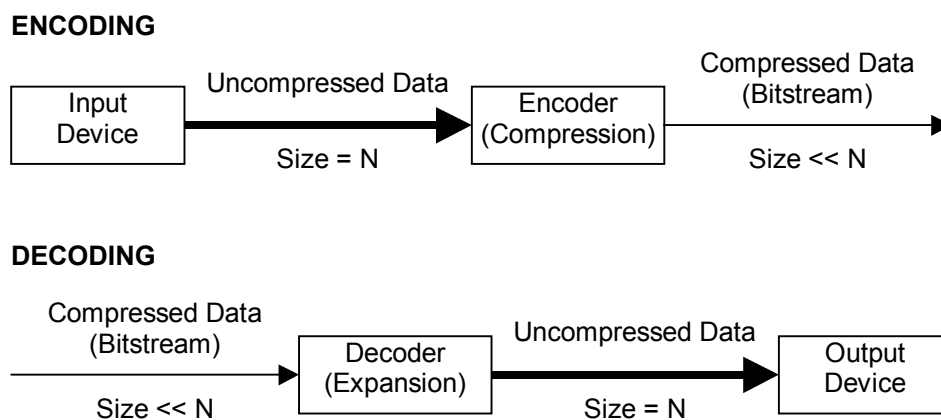 ENCODING
Input
Device
Uncompressed Data
Size = N
Encoder
(Compression)
Compressed Data
(Bitstream)
Size << N
DECODING
Compressed Data
(Bitstream)
Size << N
Decoder
(Expansion)
Uncompressed Data
Size = N
Output
Device